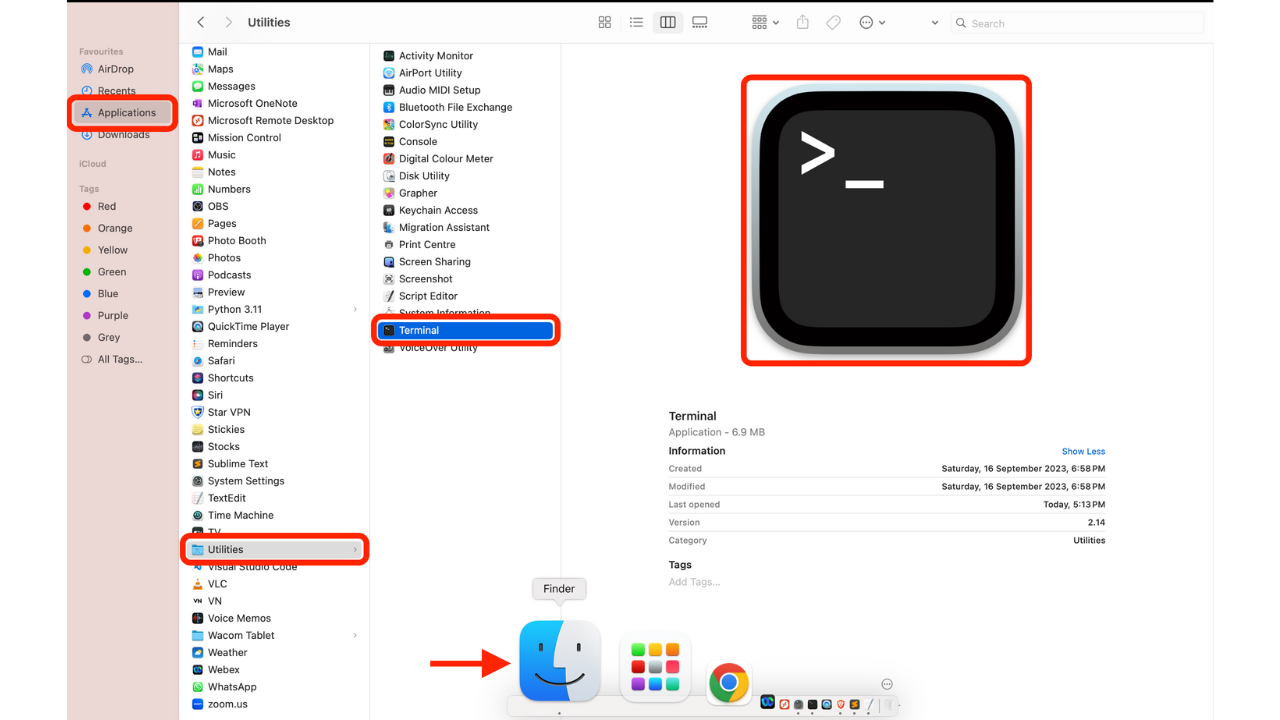 Utilities
Search
Favourites
AirDrop
Recents
Applications
Downloads
iCloud
Tags
Red
Orange
Yellow
Green
Blue
Purple
Grey
All Tags...
Mail
Maps
Messages
Microsoft OneNote
Microsoft Remote Desktop
Mission Control
Music
Notes
Numbers
OBS
Pages
Photo Booth
Photos
Podcasts
Preview
Python 3.11
QuickTime Player
Reminders
Safari
Shortcuts
Siri
Star VPN
Stickies
Stocks
Sublime Text
System Settings
TextEdit
Time Machine
TV
Utilities
Visual Studio Code
VLC
VN
Voice Memos
Wacom Tablet
Weather
Webex
WhatsApp
zoom.us
Activity Monitor
AirPort Utility
Audio MIDI Setup
Bluetooth File Exchange
ColorSync Utility
Console
Digital Colour Meter
Disk Utility
Grapher
Keychain Access
Migration Assistant
Print Centre
Screen Sharing
Screenshot
Script Editor
System Information
Terminal
VoiceOver Utility
>_
Terminal
Application - 6.9 MB
Information Show Less
Created Saturday, 16 September 2023, 6:58 PM
Modified Saturday, 16 September 2023, 6:58 PM
Last opened Today, 5:13 PM
Version 2.14
Category Utilities
Tags
Add Tags...
Finder